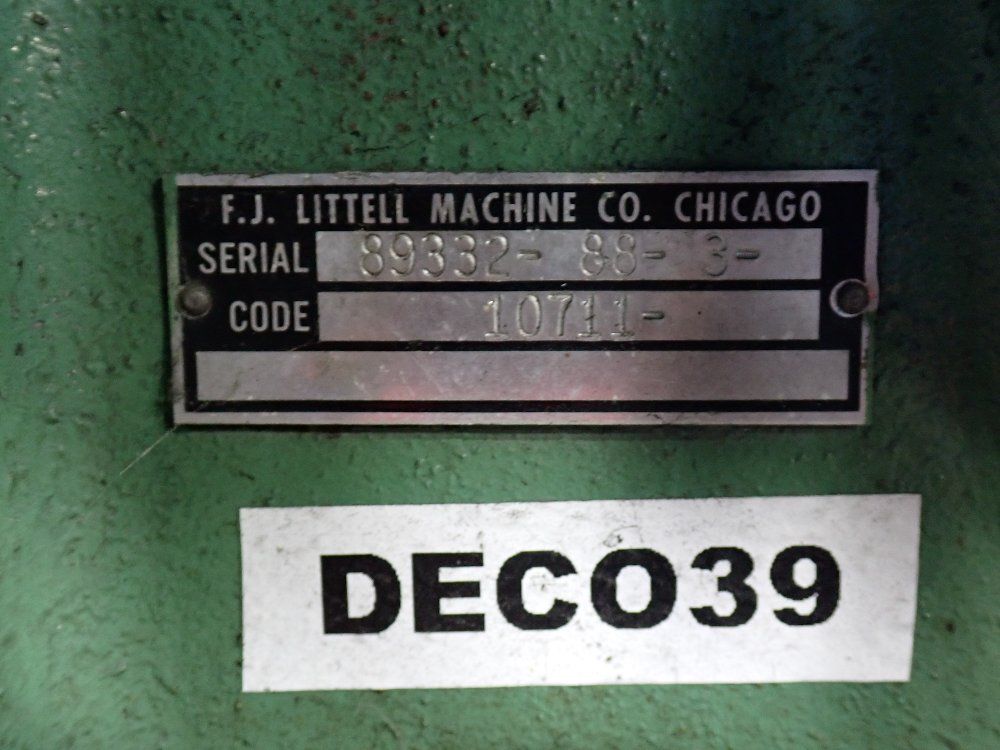 F.J. LITTELL MACHINE CO. CHICAGO
SERIAL 89332- 88- 3-
CODE 10711-
DECO39